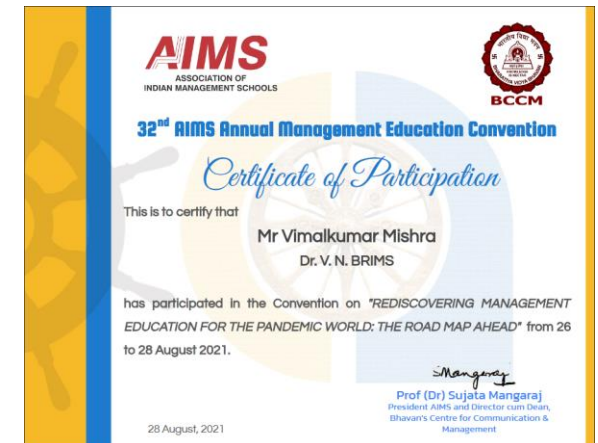 AIMS
ASSOCIATION OF
INDIAN MANAGEMENT SCHOOLS
BCCM
32nd AIMS Annual Management Education Convention
Certificate of Participation
This is to certify that
Mr Vimalkumar Mishra
Dr. V. N. BRIMS
has participated in the Convention on "REDISCOVERING MANAGEMENT
EDUCATION FOR THE PANDEMIC WORLD: THE ROAD MAP AHEAD" from 26
to 28 August 2021.
SMangaraj
Prof (Dr) Sujata Mangaraj
President AIMS and Director cum Dean,
Bhavan's Centre for Communication &
Management
28 August, 2021